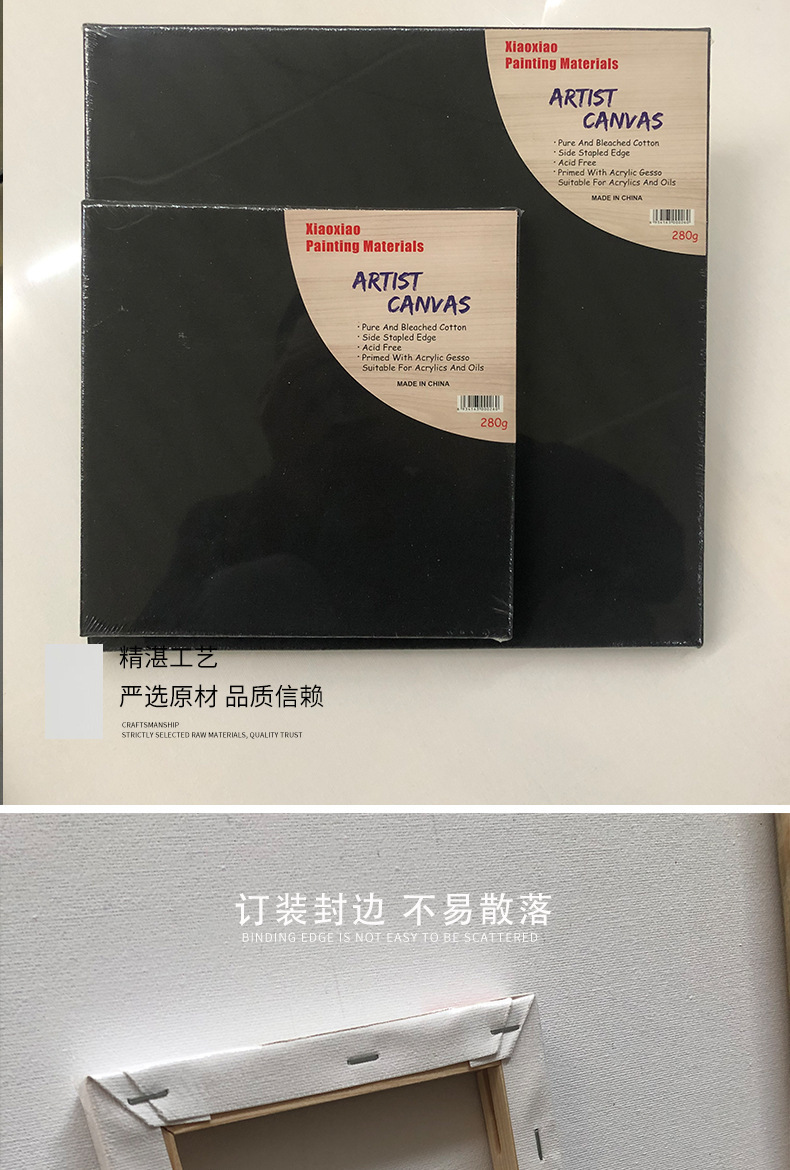 Xiaoxiao
Painting Materials
ARTIST
CANVAS
· Pure And Bleached Cotton
· Side Stapled Edge
· Acid Free
· Primed With Acrylic Gesso
Suitable For Acrylics And Oils
MADE IN CHINA
280g
Xiaoxiao
Painting Materials
ARTIST
CANVAS
· Pure And Bleached Cotton
· Side Stapled Edge
· Acid Free
· Primed With Acrylic Gesso
Suitable For Acrylics And Oils
MADE IN CHINA
280g
精湛工艺
严选原材 品质信赖
CRAFTSMANSHIP
STRICTLY SELECTED RAW MATERIALS, QUALITY TRUST
订装封边 不易散落
BINDING EDGE IS NOT EASY TO BE SCATTERED